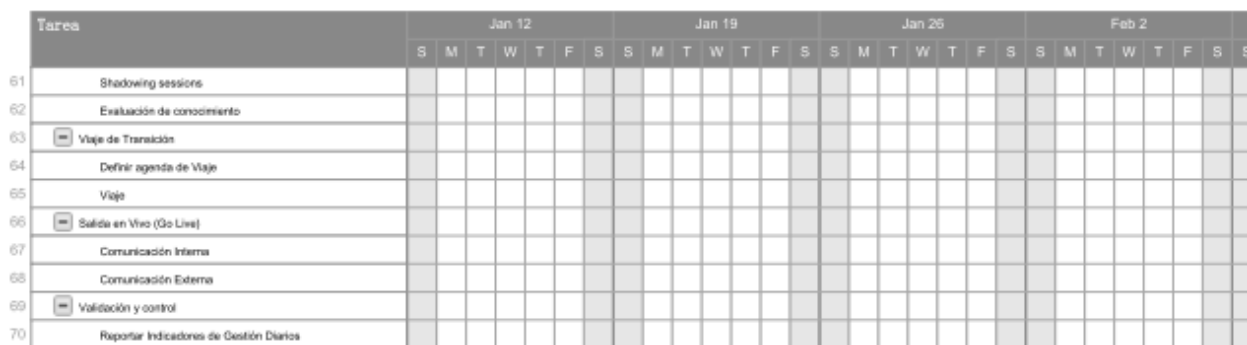 Tarea Jan 12 Jan 19 Jan 26 Feb 2
S M T W T F S S M T W T F S S M T W T F S S M T W T F S S
61 Shadowing sessions
62 Evaluación de conocimiento
63 Viaje de Transición
64 Definir agenda de Viaje
65 Viaje
66 Salida en Vivo (Go Live)
67 Comunicación Interna
68 Comunicación Externa
69 Validación y control
70 Reportar Indicadores de Gestión Diarios